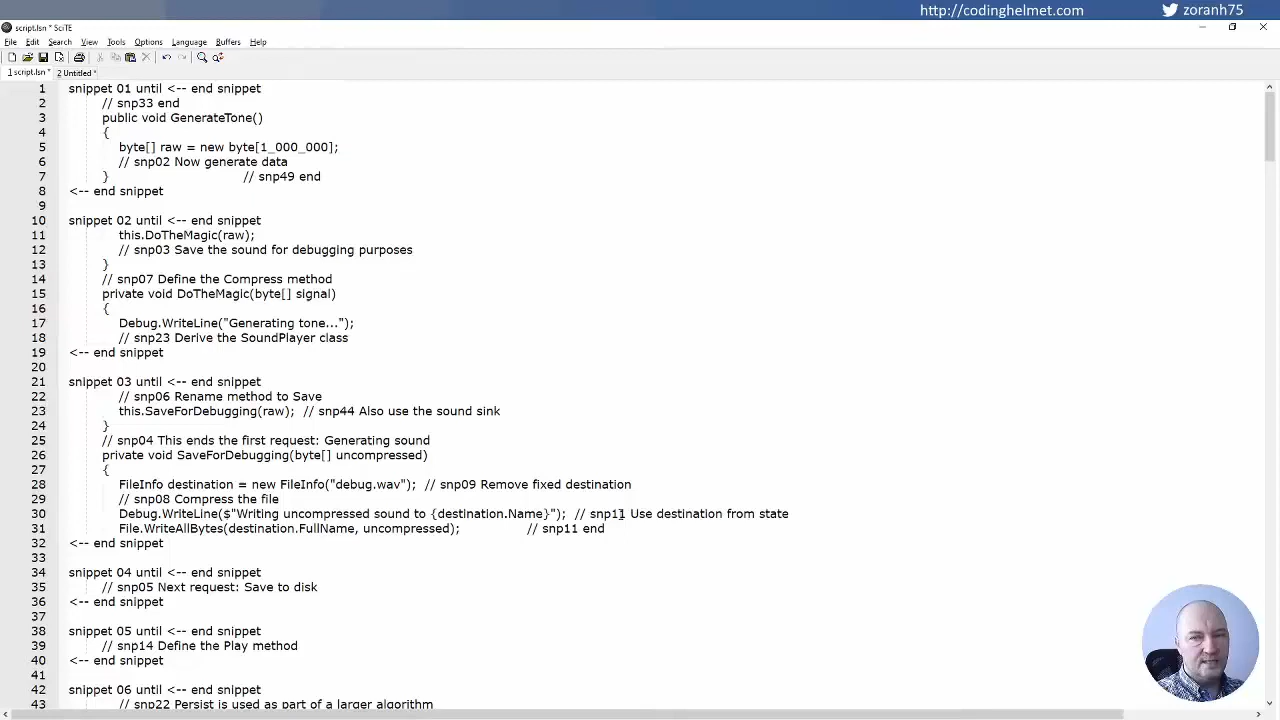 http://codinghelmet.com zoranh75
script.lsn * SciTE
File Edit Search View Tools Options Language Buffers Help
1 script.lsn * 2 Untitled *
1 snippet 01 until <-- end snippet
2 // snp33 end
3 public void GenerateTone()
4 {
5 byte[] raw = new byte[1_000_000];
6 // snp02 Now generate data
7 } // snp49 end
8 <-- end snippet
9
10 snippet 02 until <-- end snippet
11 this.DoTheMagic(raw);
12 // snp03 Save the sound for debugging purposes
13 }
14 // snp07 Define the Compress method
15 private void DoTheMagic(byte[] signal)
16 {
17 Debug.WriteLine("Generating tone...");
18 // snp23 Derive the SoundPlayer class
19 <-- end snippet
20
21 snippet 03 until <-- end snippet
22 // snp06 Rename method to Save
23 this.SaveForDebugging(raw); // snp44 Also use the sound sink
24 }
25 // snp04 This ends the first request: Generating sound
26 private void SaveForDebugging(byte[] uncompressed)
27 {
28 FileInfo destination = new FileInfo("debug.wav"); // snp09 Remove fixed destination
29 // snp08 Compress the file
30 Debug.WriteLine($"Writing uncompressed sound to {destination.Name}"); // snp11 Use destination from state
31 File.WriteAllBytes(destination.FullName, uncompressed); // snp11 end
32 <-- end snippet
33
34 snippet 04 until <-- end snippet
35 // snp05 Next request: Save to disk
36 <-- end snippet
37
38 snippet 05 until <-- end snippet
39 // snp14 Define the Play method
40 <-- end snippet
41
42 snippet 06 until <-- end snippet
43 // snp22 Persist is used as part of a larger algorithm